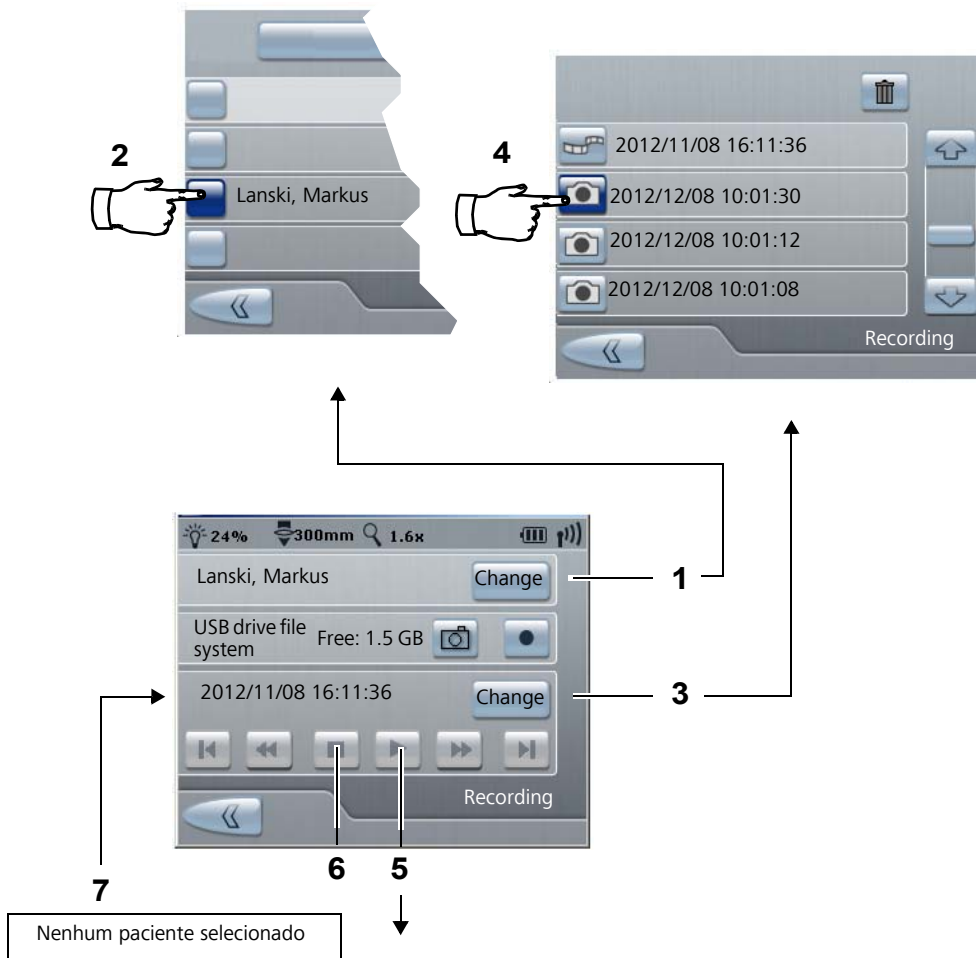 2
Lanski, Markus
4
2012/11/08 16:11:36
2012/12/08 10:01:30
2012/12/08 10:01:12
2012/12/08 10:01:08
Recording
24% 300mm 1.6x
Lanski, Markus Change
1
USB drive file
system
Free: 1.5 GB
2012/11/08 16:11:36 Change
3
Recording
6 5
7
Nenhum paciente selecionado